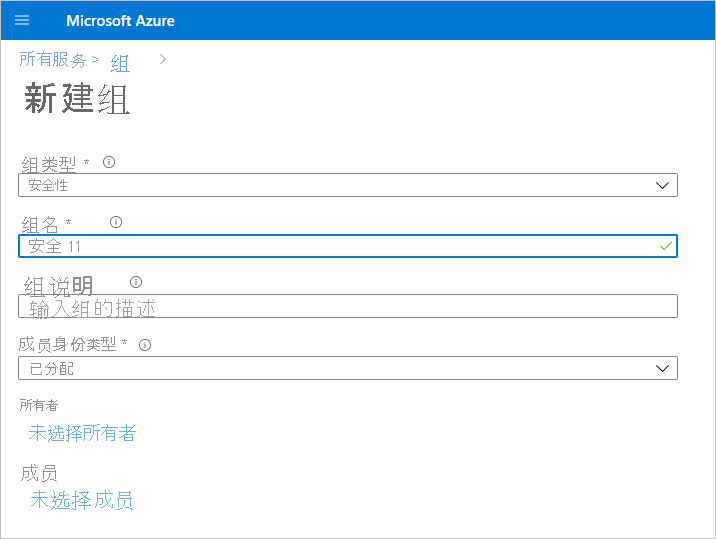 Microsoft Azure
所有服务 > 组 >
新建组
组类型 *
安全性
组名 *
安全 11
组说明
输入组的描述
成员身份类型 *
已分配
所有者
未选择所有者
成员
未选择成员